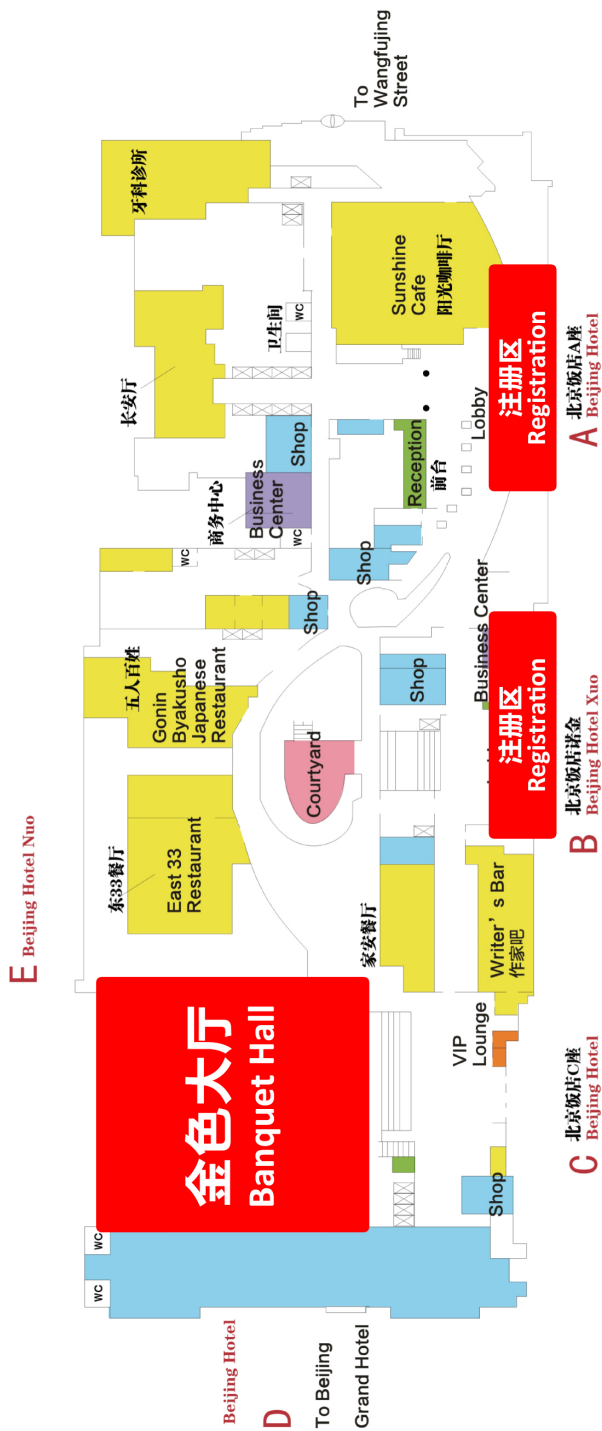 E Beijing Hotel Nuo
WC
WC
金色大厅
Banquet Hall
东33餐厅
East 33
Restaurant
五人百姓
Gonin
Byakusho
Japanese
Restaurant
WC
长安厅
牙科诊所
商务中心
Business
Center
WC
Shop
卫生间
WC
Beijing Hotel
D
To Beijing
Grand Hotel
Courtyard
Shop
Shop
To
Wangfujing
Street
家安餐厅
Shop
Reception
前台
Sunshine
Cafe
阳光咖啡厅
VIP
Lounge
Shop
Writer’s Bar
作家吧
Business Center
Lobby
注册区
Registration
注册区
Registration
C 北京饭店C座
Beijing Hotel
B 北京饭店诺金
Beijing Hotel Xuo
A 北京饭店A座
Beijing Hotel